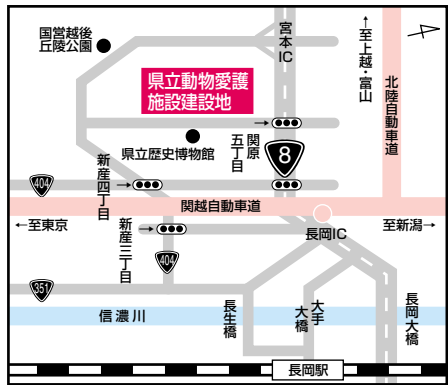 国営越後
丘陵公園
宮本IC
←至上越・富山
北陸自動車道
県立動物愛護
施設建設地
県立歴史博物館
関原
五丁目
8
404
新産四丁目
関越自動車道
←至東京
至新潟→
新産三丁目
長岡IC
404
351
信濃川
長生橋
大手
大橋
長岡大橋
長岡駅